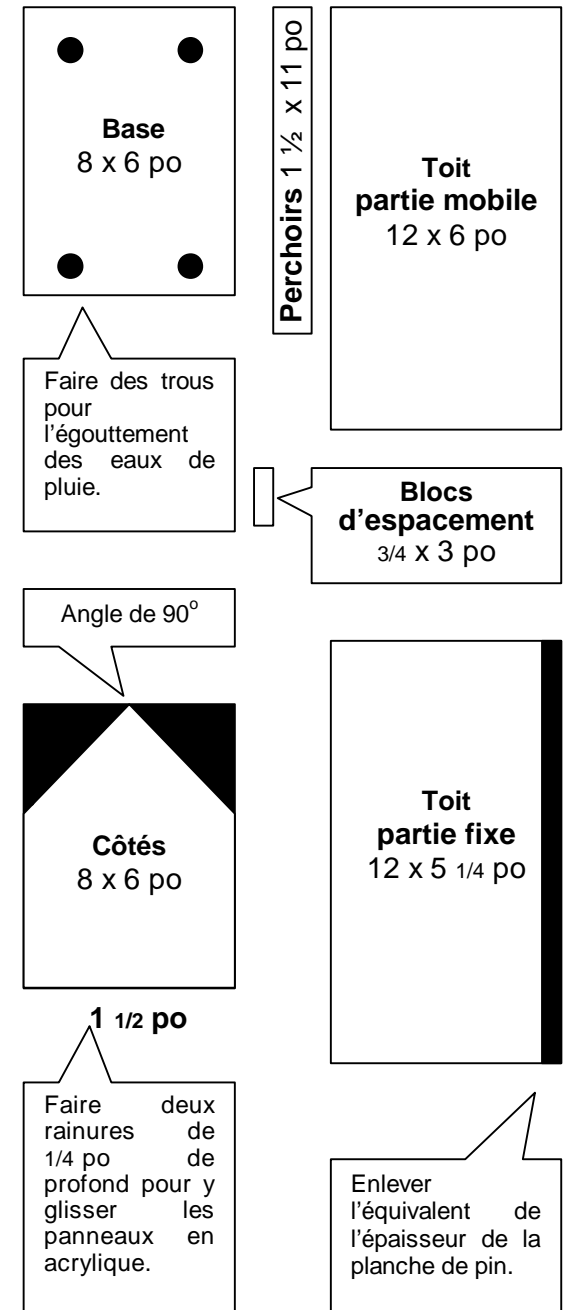 Base
8 x 6 po
Perchoirs 1 ½ x 11 po
Toit
partie mobile
12 x 6 po
Faire des trous
pour
l'égouttement
des eaux de
pluie.
Blocs
d'espacement
3/4 x 3 po
Angle de 90°
Côtés
8 x 6 po
1 1/2 po
Toit
partie fixe
12 x 5 1/4 po
Faire deux
rainures de
1/4 po de
profond pour y
glisser les
panneaux en
acrylique.
Enlever
l'équivalent de
l'épaisseur de la
planche de pin.